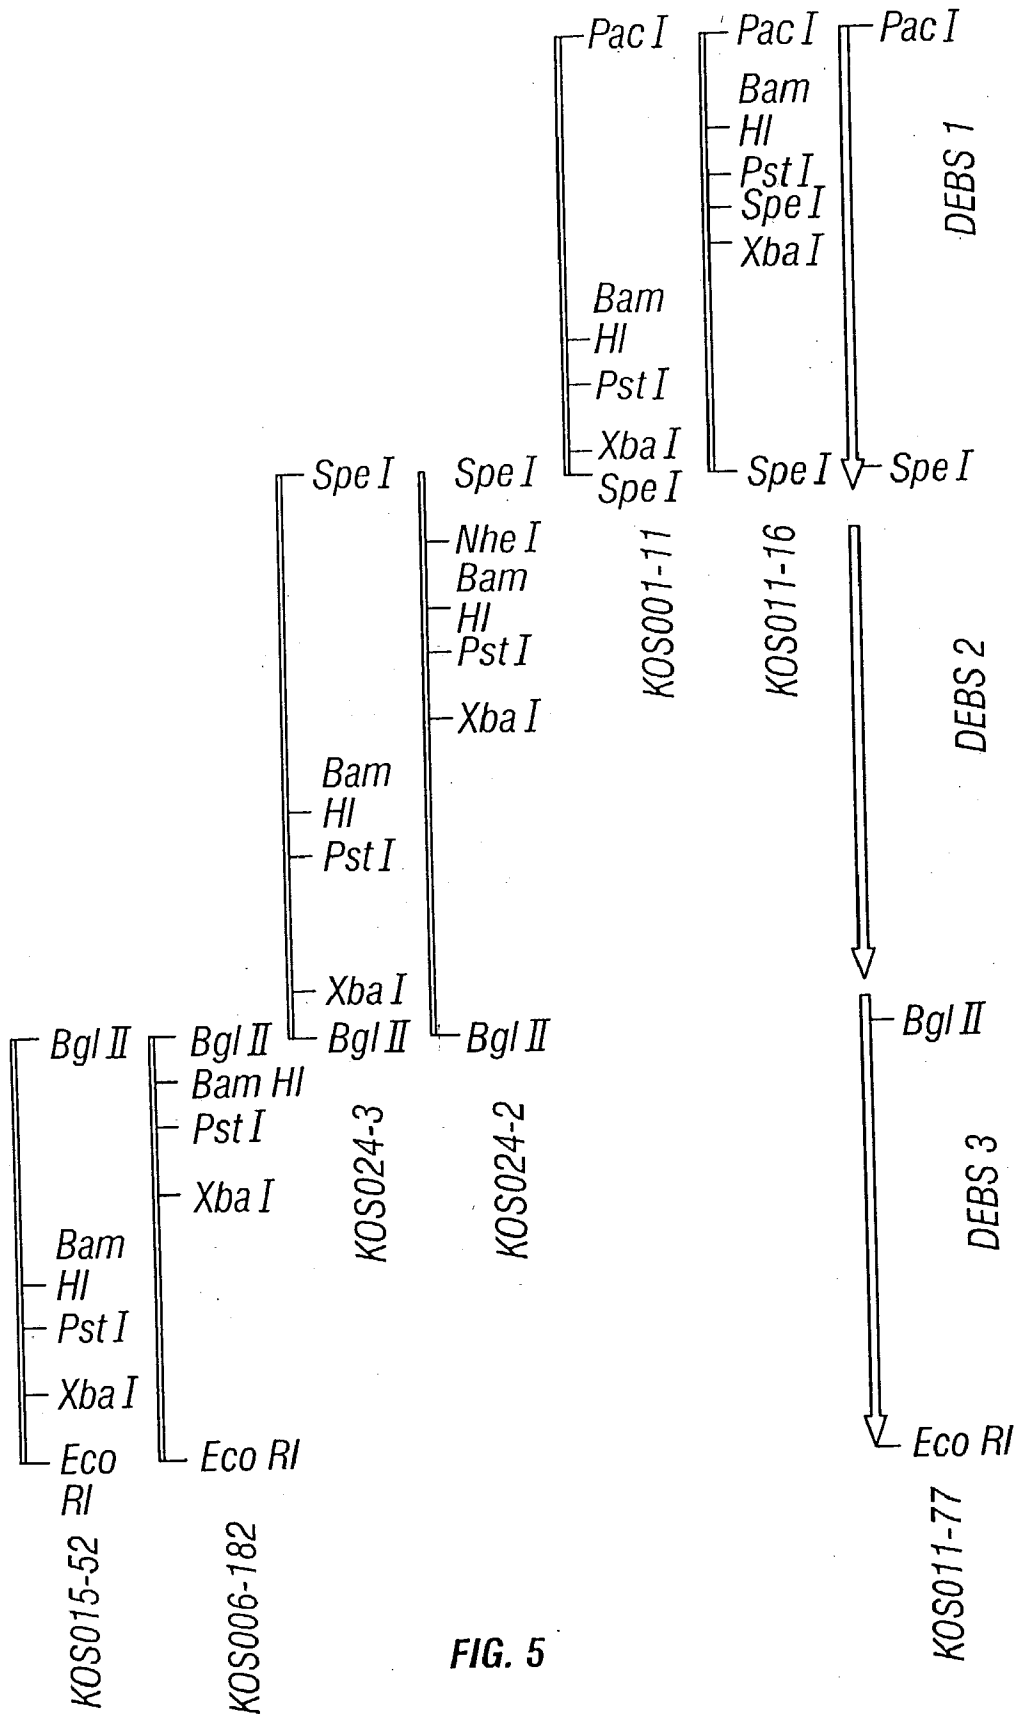 Pac I
Bam
HI
Pst I
Xba I
Spe I
KOS001-11
Pac I
Bam
HI
Pst I
Spe I
Xba I
Spe I
KOS011-16
Pac I
DEBS 1
Spe I
DEBS 2
Bgl II
DEBS 3
Eco RI
KOS011-77
Spe I
Bam
HI
Pst I
Xba I
Bgl II
KOS024-3
Spe I
Nhe I
Bam
HI
Pst I
Xba I
Bgl II
KOS024-2
Bgl II
Bam
HI
Pst I
Xba I
Eco
RI
KOS015-52
Bgl II
Bam HI
Pst I
Xba I
Eco RI
KOS006-182
FIG. 5